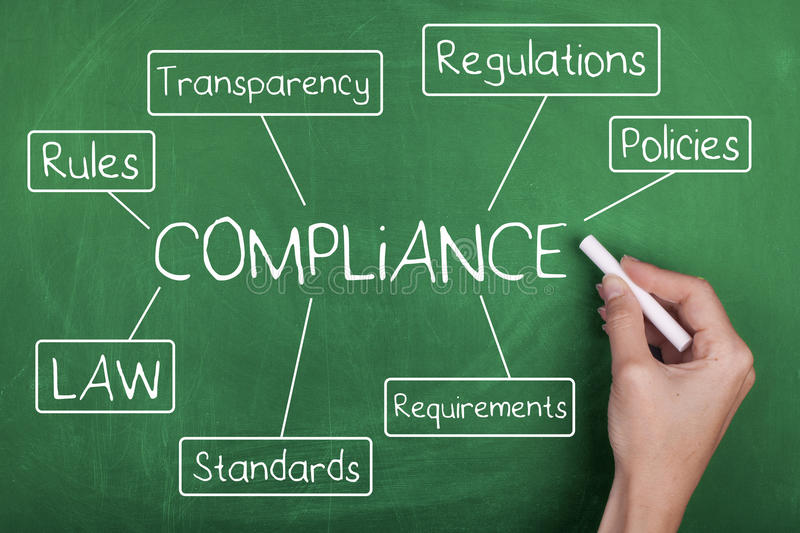 Transparency
Regulations
Rules
Policies
COMPLiANCE
LAW
Requirements
Standards